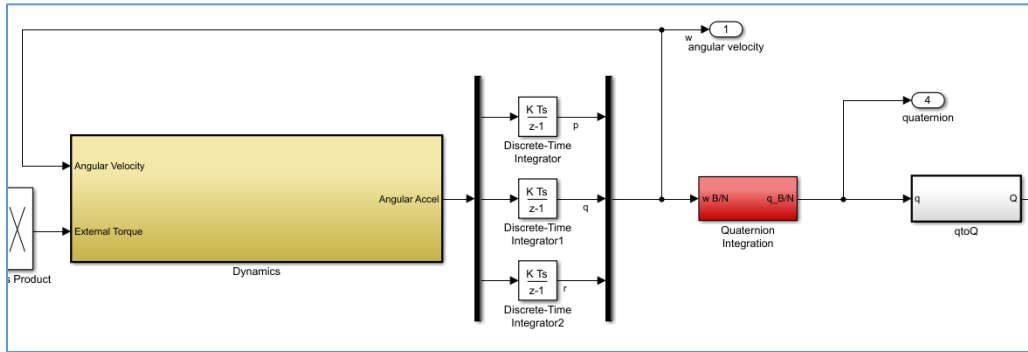 1
w
angular velocity
4
quaternion
K Ts
z-1
p
Discrete-Time
Integrator
Angular Velocity
Angular Accel
External Torque
Dynamics
s Product
K Ts
z-1
q
Discrete-Time
Integrator1
K Ts
z-1
r
Discrete-Time
Integrator2
w B/N
q_B/N
Quaternion
Integration
q
Q
qtoQ